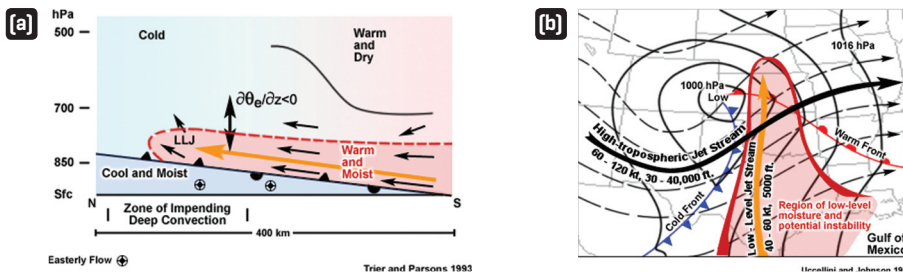 (a)
hPa
500
700
850
Sfc
Cold
Warm
and
Dry
∂θe/∂z<0
LLJ
Warm
and
Moist
Cool and Moist
N
S
Zone of Impending
Deep Convection
400 km
Easterly Flow
Trier and Parsons 1993
(b)
1016 hPa
1000 hPa
Low
High-tropospheric Jet Stream
60 - 120 kt, 30 - 40,000 ft.
Warm Front
Cold Front
Low - Level Jet Stream
40 - 60 kt, 5000 ft.
Region of low-level
moisture and
potential instability
Gulf of
Mexico
Uccellini and Johnson